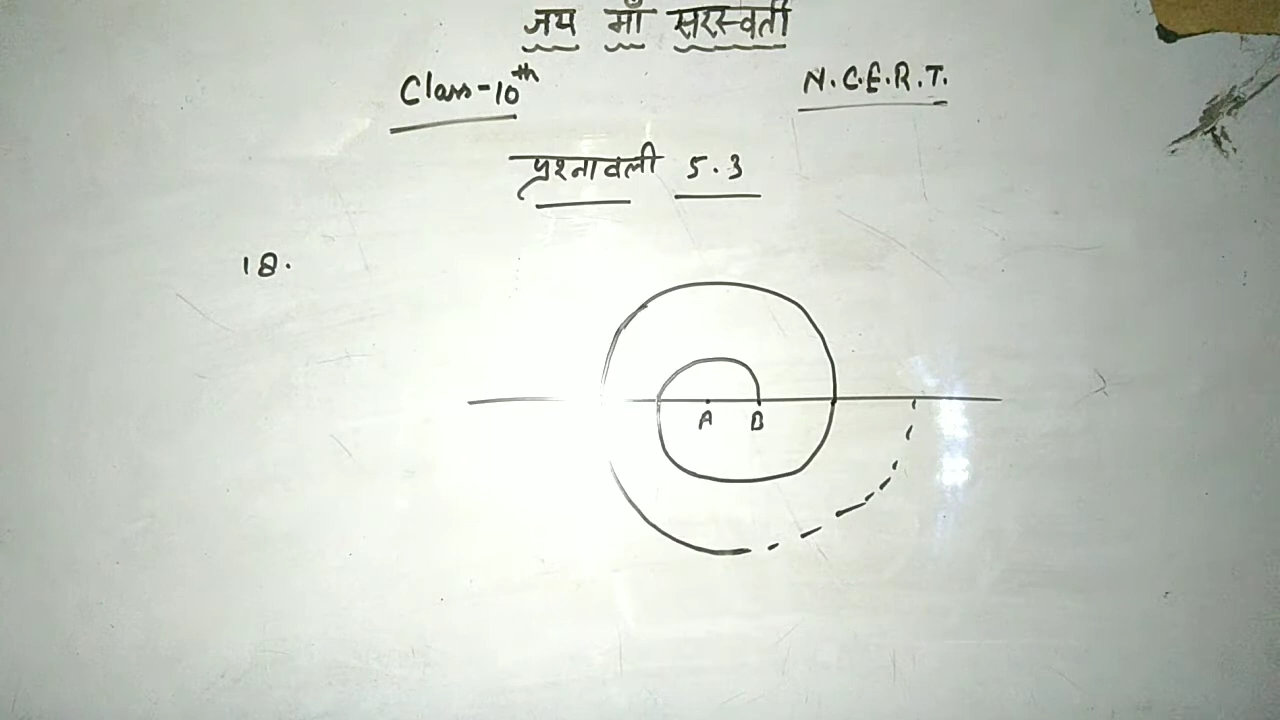 जय माँ सरस्वती
Class-10th N.C.E.R.T.
प्रश्नावली 5.3
18.
A B